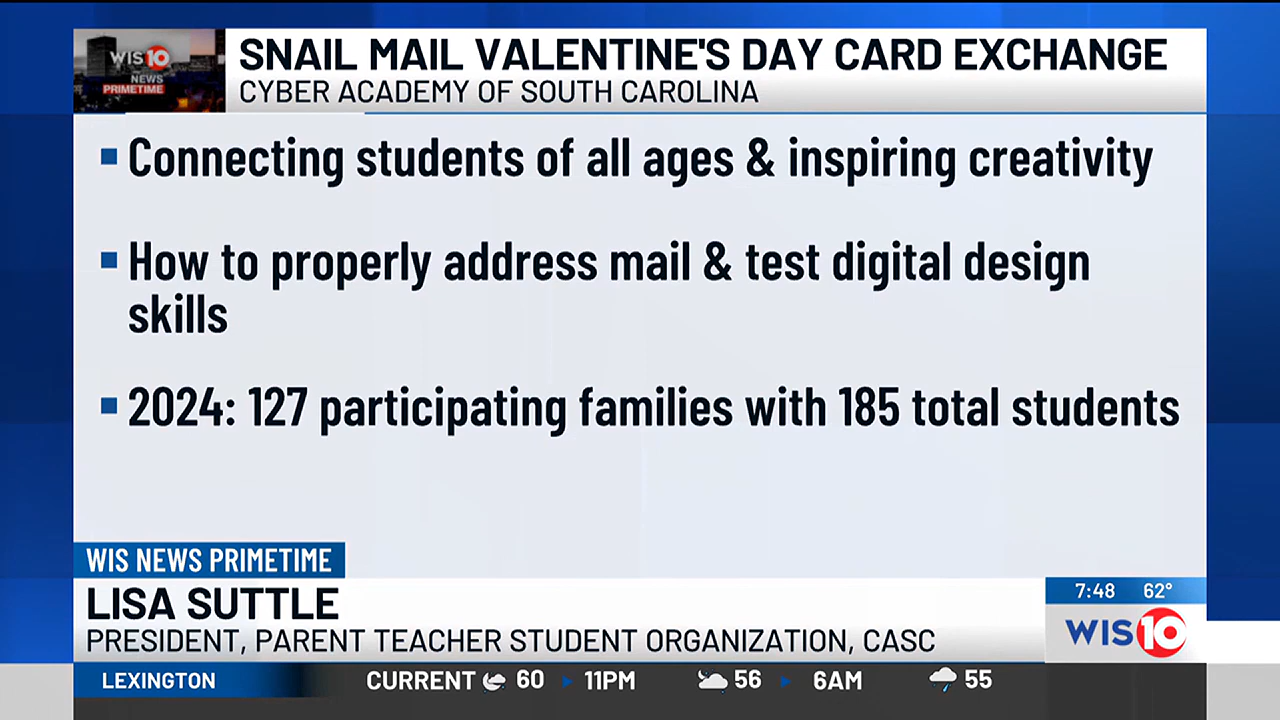 WIS10
NEWS
PRIMETIME
SNAIL MAIL VALENTINE'S DAY CARD EXCHANGE
CYBER ACADEMY OF SOUTH CAROLINA
Connecting students of all ages & inspiring creativity
How to properly address mail & test digital design
skills
2024: 127 participating families with 185 total students
WIS NEWS PRIMETIME
LISA SUTTLE
PRESIDENT, PARENT TEACHER STUDENT ORGANIZATION, CASC
7:48 62°
WIS10
LEXINGTON CURRENT 60 11PM 56 6AM 55